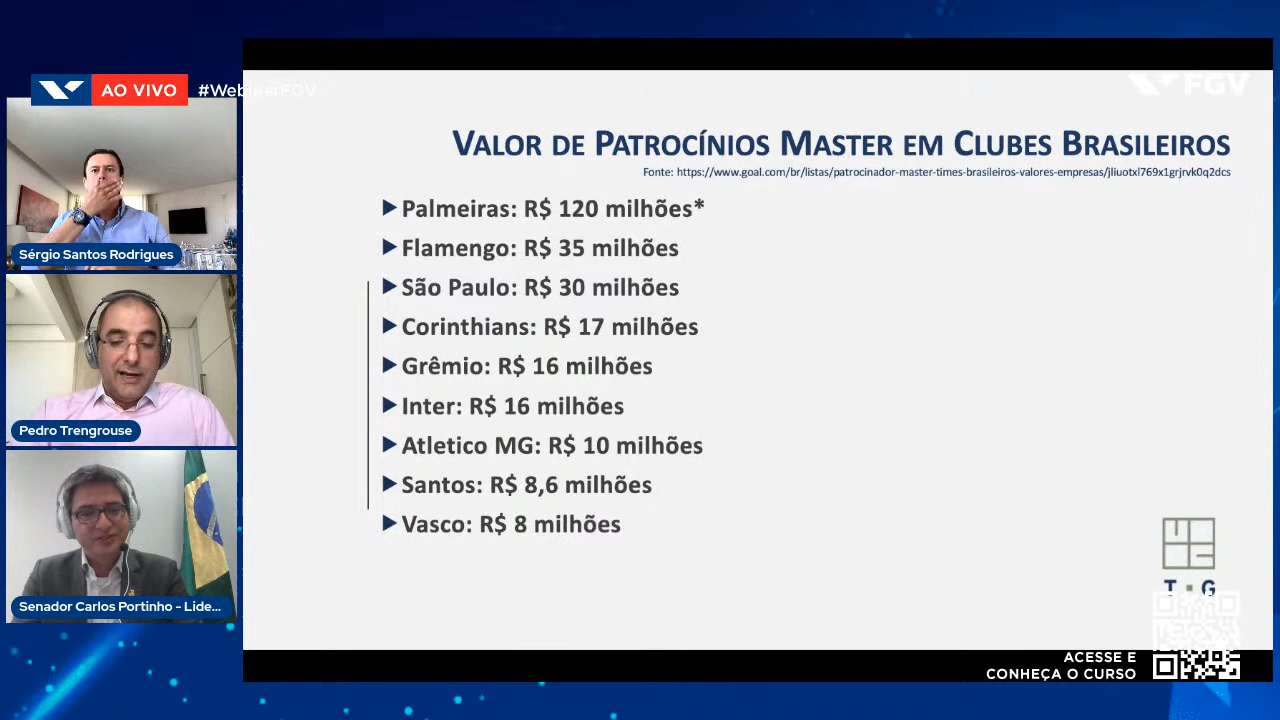 AO VIVO
#WebinarFGV
FGV
VALOR DE PATROCÍNIOS MASTER EM CLUBES BRASILEIROS
Fonte: https://www.goal.com/br/listas/patrocinador-master-times-brasileiros-valores-empresas/jliuotxl769x1grjrvk0q2dcs
Palmeiras: R$ 120 milhões*
Flamengo: R$ 35 milhões
São Paulo: R$ 30 milhões
Corinthians: R$ 17 milhões
Grêmio: R$ 16 milhões
Inter: R$ 16 milhões
Atletico MG: R$ 10 milhões
Santos: R$ 8,6 milhões
Vasco: R$ 8 milhões
Sérgio Santos Rodrigues
Pedro Trengrouse
Senador Carlos Portinho - Lide...
T G
ACESSE E
CONHEÇA O CURSO